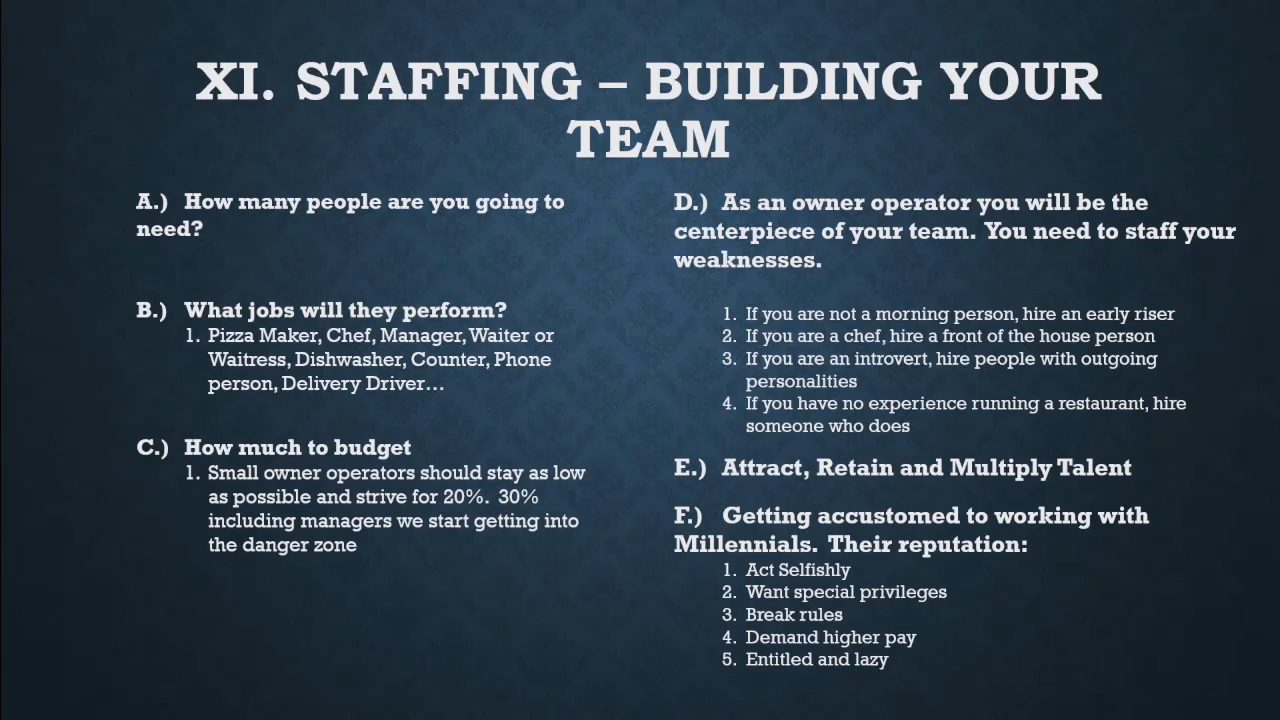 XI. STAFFING – BUILDING YOUR
TEAM
A.) How many people are you going to
need?
B.) What jobs will they perform?
1. Pizza Maker, Chef, Manager, Waiter or
Waitress, Dishwasher, Counter, Phone
person, Delivery Driver…
C.) How much to budget
1. Small owner operators should stay as low
as possible and strive for 20%. 30%
including managers we start getting into
the danger zone
D.) As an owner operator you will be the
centerpiece of your team. You need to staff your
weaknesses.
1. If you are not a morning person, hire an early riser
2. If you are a chef, hire a front of the house person
3. If you are an introvert, hire people with outgoing
personalities
4. If you have no experience running a restaurant, hire
someone who does
E.) Attract, Retain and Multiply Talent
F.) Getting accustomed to working with
Millennials. Their reputation:
1. Act Selfishly
2. Want special privileges
3. Break rules
4. Demand higher pay
5. Entitled and lazy